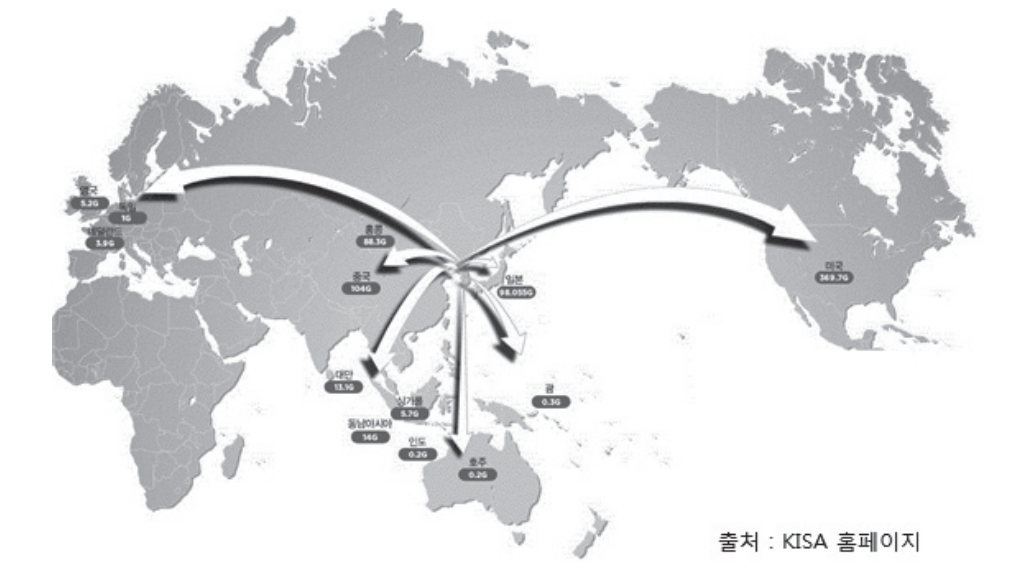 영국
5.2G
독일
1G
네덜란드
3.9G
홍콩
88.3G
중국
104G
일본
98.055G
미국
369.7G
대만
13.1G
싱가폴
5.7G
동남아시아
14G
인도
0.2G
호주
0.2G
괌
0.3G
출처 : KISA 홈페이지